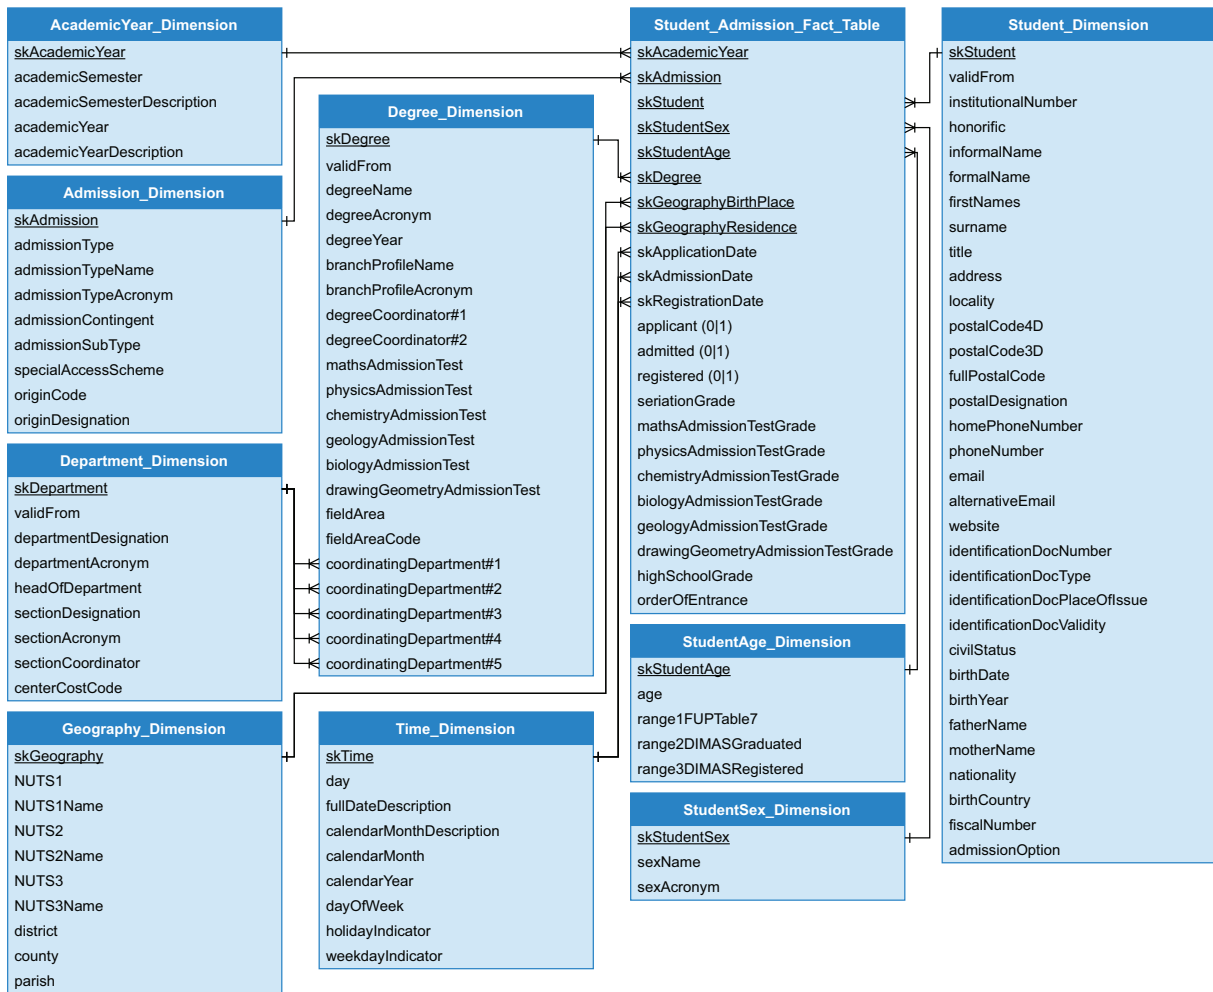 AcademicYear_Dimension
skAcademicYear
academicSemester
academicSemesterDescription
academicYear
academicYearDescription
Admission_Dimension
skAdmission
admissionType
admissionTypeName
admissionTypeAcronym
admissionContingent
admissionSubType
specialAccessScheme
originCode
originDesignation
Department_Dimension
skDepartment
validFrom
departmentDesignation
departmentAcronym
headOfDepartment
sectionDesignation
sectionAcronym
sectionCoordinator
centerCostCode
Geography_Dimension
skGeography
NUTS1
NUTS1Name
NUTS2
NUTS2Name
NUTS3
NUTS3Name
district
county
parish
Degree_Dimension
skDegree
validFrom
degreeName
degreeAcronym
degreeYear
branchProfileName
branchProfileAcronym
degreeCoordinator#1
degreeCoordinator#2
mathsAdmissionTest
physicsAdmissionTest
chemistryAdmissionTest
geologyAdmissionTest
biologyAdmissionTest
drawingGeometryAdmissionTest
fieldArea
fieldAreaCode
coordinatingDepartment#1
coordinatingDepartment#2
coordinatingDepartment#3
coordinatingDepartment#4
coordinatingDepartment#5
Time_Dimension
skTime
day
fullDateDescription
calendarMonthDescription
calendarMonth
calendarYear
dayOfWeek
holidayIndicator
weekdayIndicator
Student_Admission_Fact_Table
skAcademicYear
skAdmission
skStudent
skStudentSex
skStudentAge
skDegree
skGeographyBirthPlace
skGeographyResidence
skApplicationDate
skAdmissionDate
skRegistrationDate
applicant (0|1)
admitted (0|1)
registered (0|1)
seriationGrade
mathsAdmissionTestGrade
physicsAdmissionTestGrade
chemistryAdmissionTestGrade
biologyAdmissionTestGrade
geologyAdmissionTestGrade
drawingGeometryAdmissionTestGrade
highSchoolGrade
orderOfEntrance
StudentAge_Dimension
skStudentAge
age
range1FUPTable7
range2DIMASGraduated
range3DIMASRegistered
StudentSex_Dimension
skStudentSex
sexName
sexAcronym
Student_Dimension
skStudent
validFrom
institutionalNumber
honorific
informalName
formalName
firstNames
surname
title
address
locality
postalCode4D
postalCode3D
fullPostalCode
postalDesignation
homePhoneNumber
phoneNumber
email
alternativeEmail
website
identificationDocNumber
identificationDocType
identificationDocPlaceOfIssue
identificationDocValidity
civilStatus
birthDate
birthYear
fatherName
motherName
nationality
birthCountry
fiscalNumber
admissionOption